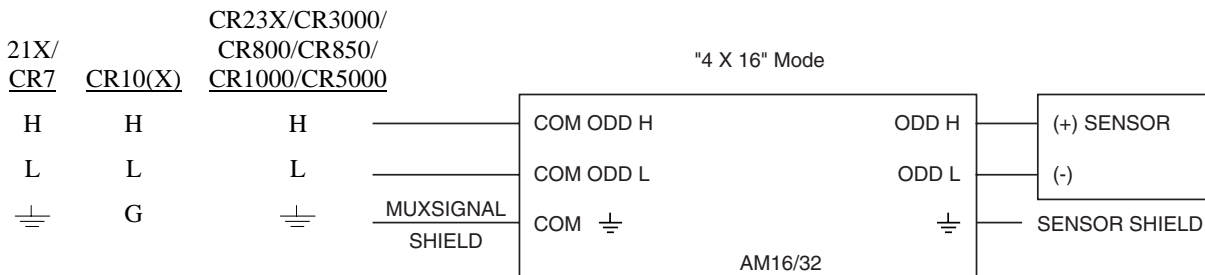 CR23X/CR3000/
21X/ CR800/CR850/
CR7 CR10(X) CR1000/CR5000
"4 X 16" Mode
H H H COM ODD H ODD H (+) SENSOR
L L L COM ODD L ODD L (-)
G MUXSIGNAL COM SENSOR SHIELD
SHIELD
AM16/32